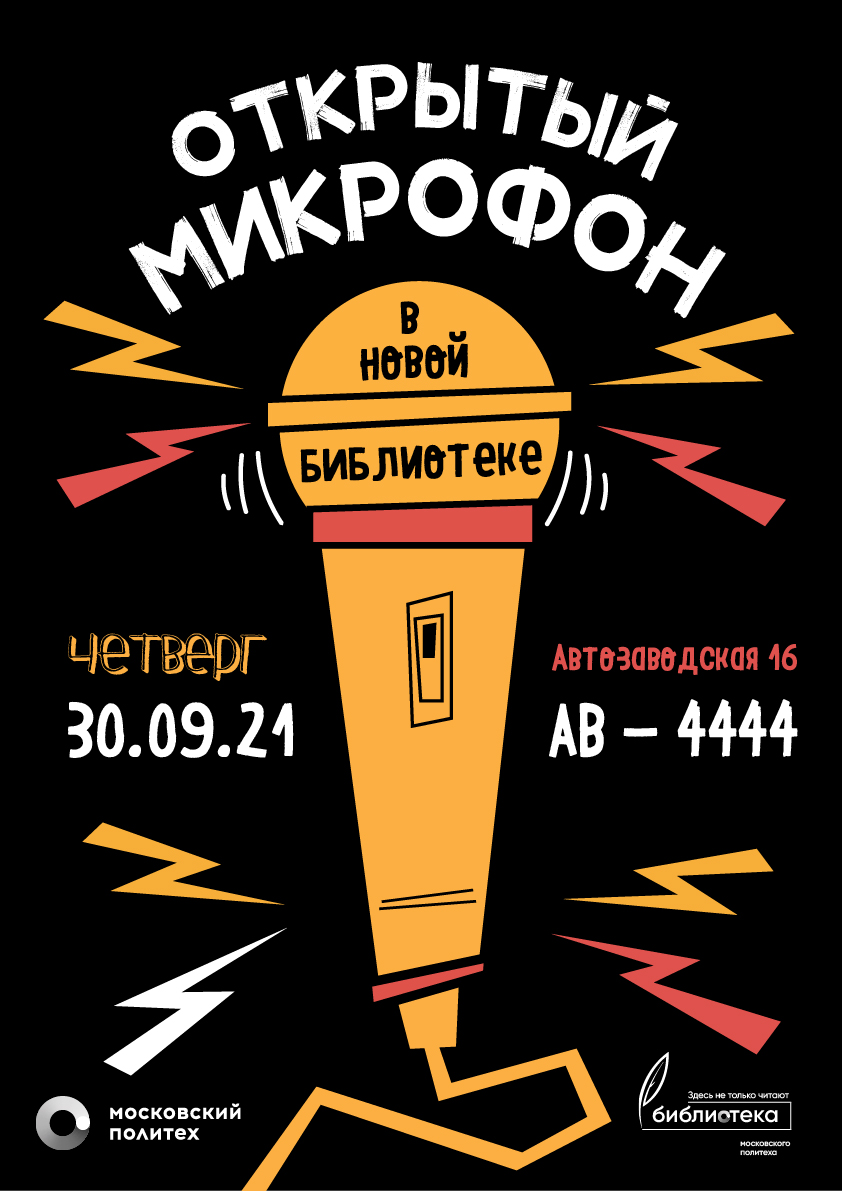 ОТКРЫТЫЙ
МИКРОФОН
В
НОВОЙ
БИБЛИОТЕКЕ
ЧЕТВЕРГ
30.09.21
Автозаводская 16
АВ – 4444
московский
политех
Здесь не только читают
библиотека
московского
политеха